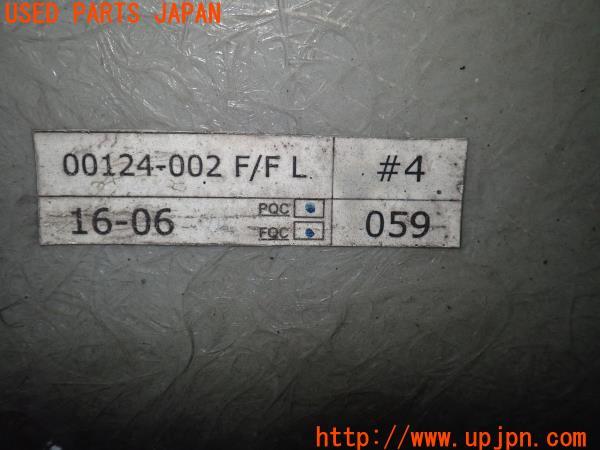 USED PARTS JAPAN
00124-002 F/F L #4
16-06 PQC 059
FQC
http://www.upjpn.com